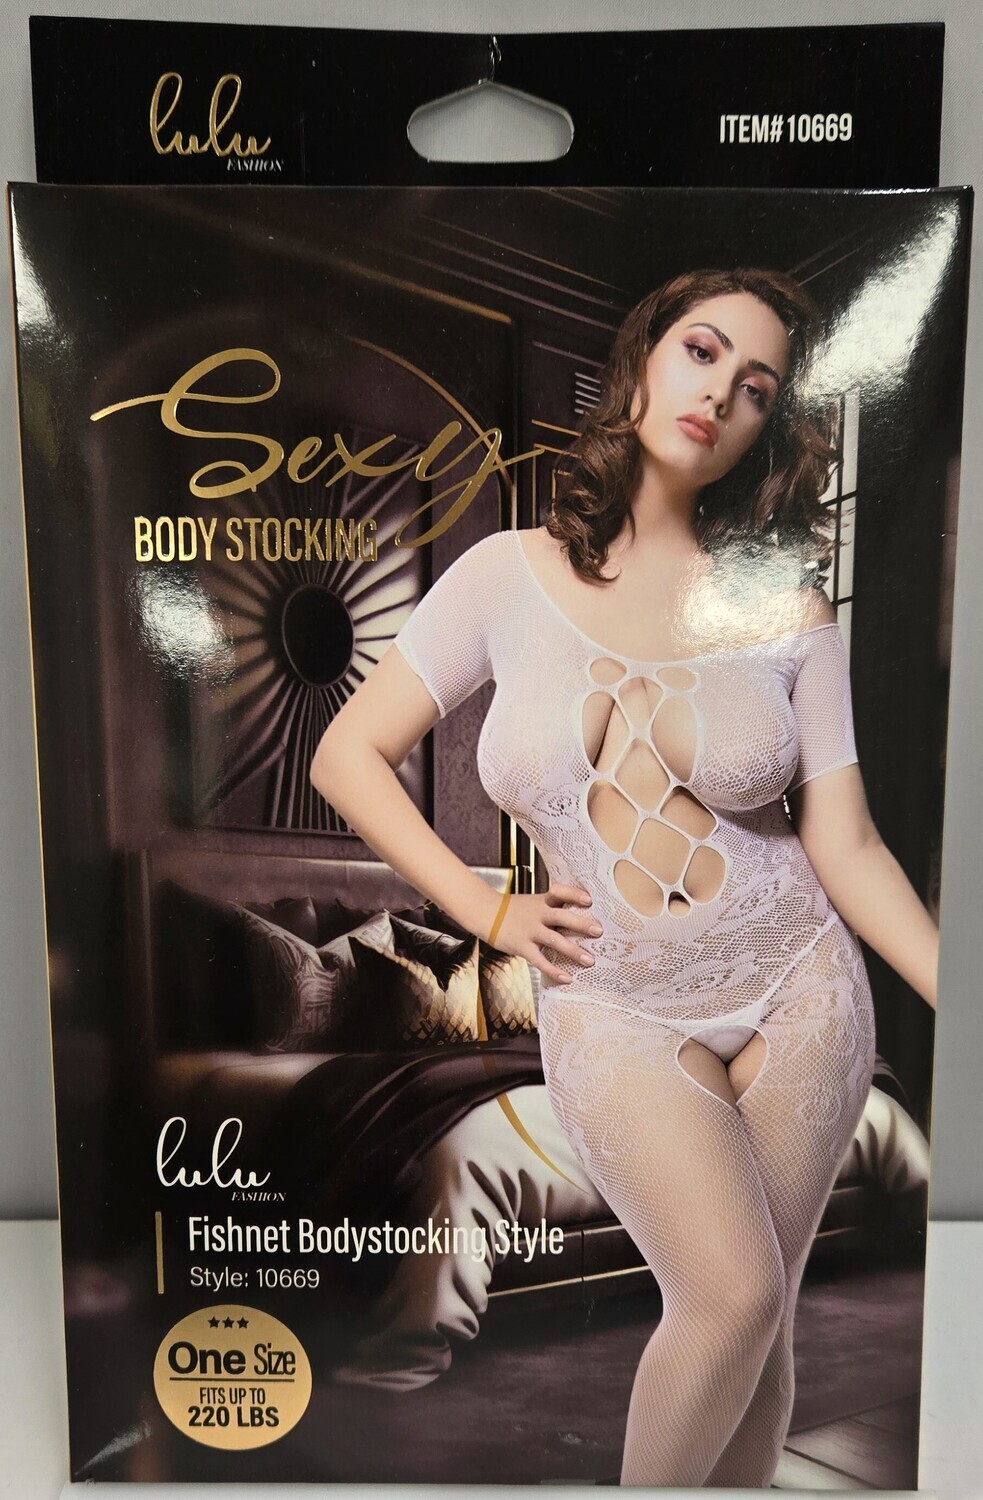 lulu
FASHION
ITEM#10669
Sexy
BODY STOCKING
lulu
FASHION
Fishnet Bodystocking Style
Style: 10669
One Size
FITS UP TO
220 LBS